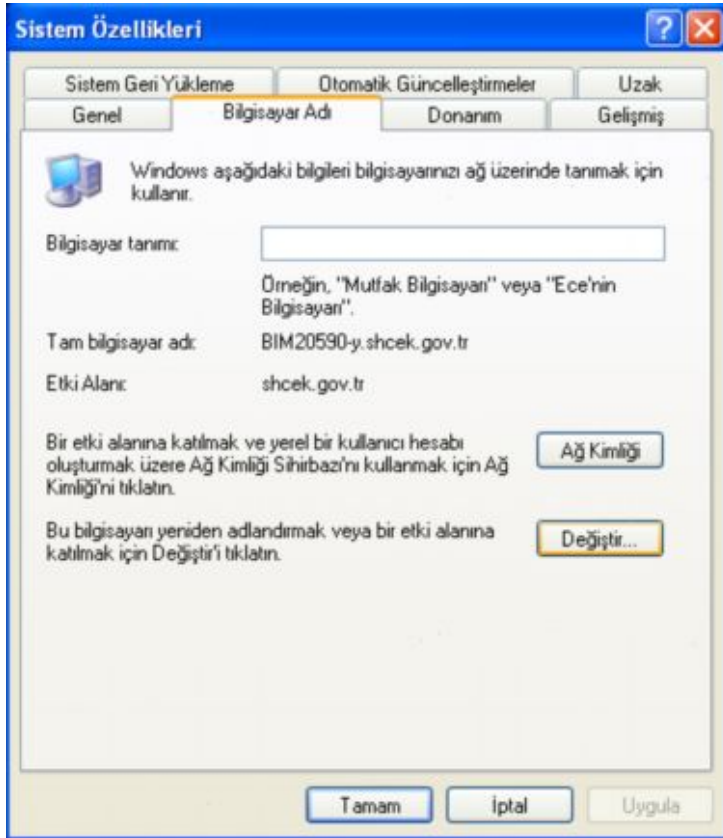 Sistem Özellikleri
Sistem Geri Yükleme
Otomatik Güncelleştirmeler
Uzak
Genel
Bilgisayar Adı
Donanım
Gelişmiş
Windows aşağıdaki bilgileri bilgisayarınızı ağ üzerinde tanımak için
kullanır.
Bilgisayar tanımı:
Örneğin, "Mutfak Bilgisayarı" veya "Ece'nin
Bilgisayarı".
Tam bilgisayar adı:
BIM20590-y.shcek.gov.tr
Etki Alanı:
shcek.gov.tr
Bir etki alanına katılmak ve yerel bir kullanıcı hesabı
oluşturmak üzere Ağ Kimliği Sihirbazı'nı kullanmak için Ağ
Kimliği'ni tıklatın.
Ağ Kimliği
Bu bilgisayarı yeniden adlandırmak veya bir etki alanına
katılmak için Değiştir'i tıklatın.
Değiştir...
Tamam
İptal
Uygula